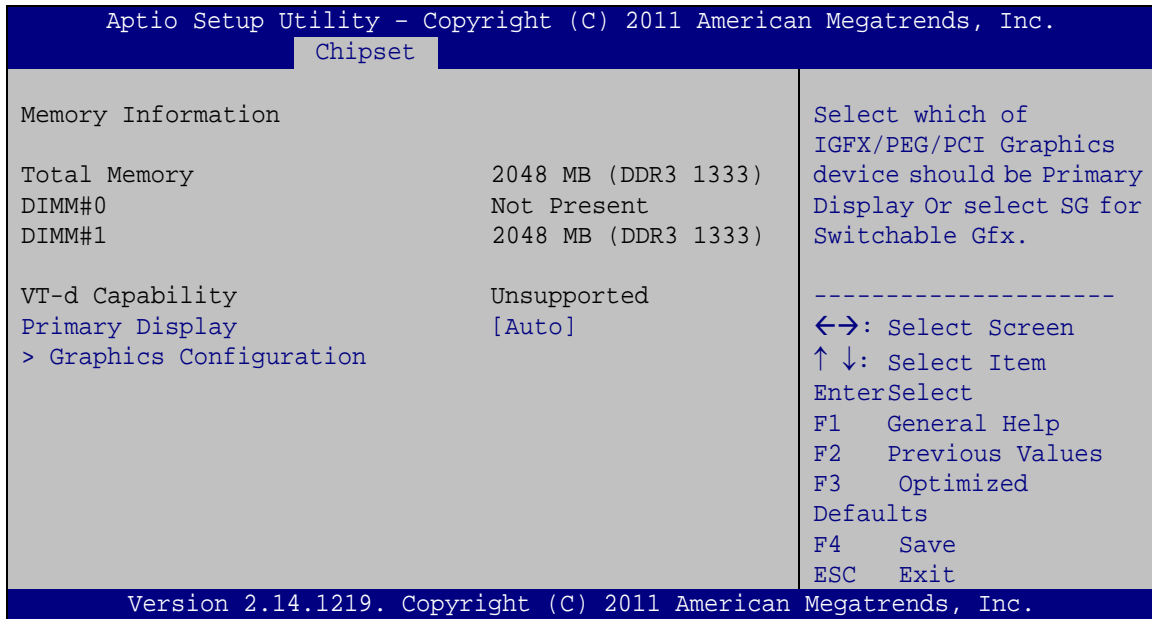 Aptio Setup Utility – Copyright (C) 2011 American Megatrends, Inc.
Chipset
Memory Information
Total Memory 2048 MB (DDR3 1333)
DIMM#0 Not Present
DIMM#1 2048 MB (DDR3 1333)
VT-d Capability Unsupported
Primary Display [Auto]
> Graphics Configuration
Select which of
IGFX/PEG/PCI Graphics
device should be Primary
Display Or select SG for
Switchable Gfx.
---------------------
←→: Select Screen
↑ ↓: Select Item
EnterSelect
F1 General Help
F2 Previous Values
F3 Optimized
Defaults
F4 Save
ESC Exit
Version 2.14.1219. Copyright (C) 2011 American Megatrends, Inc.